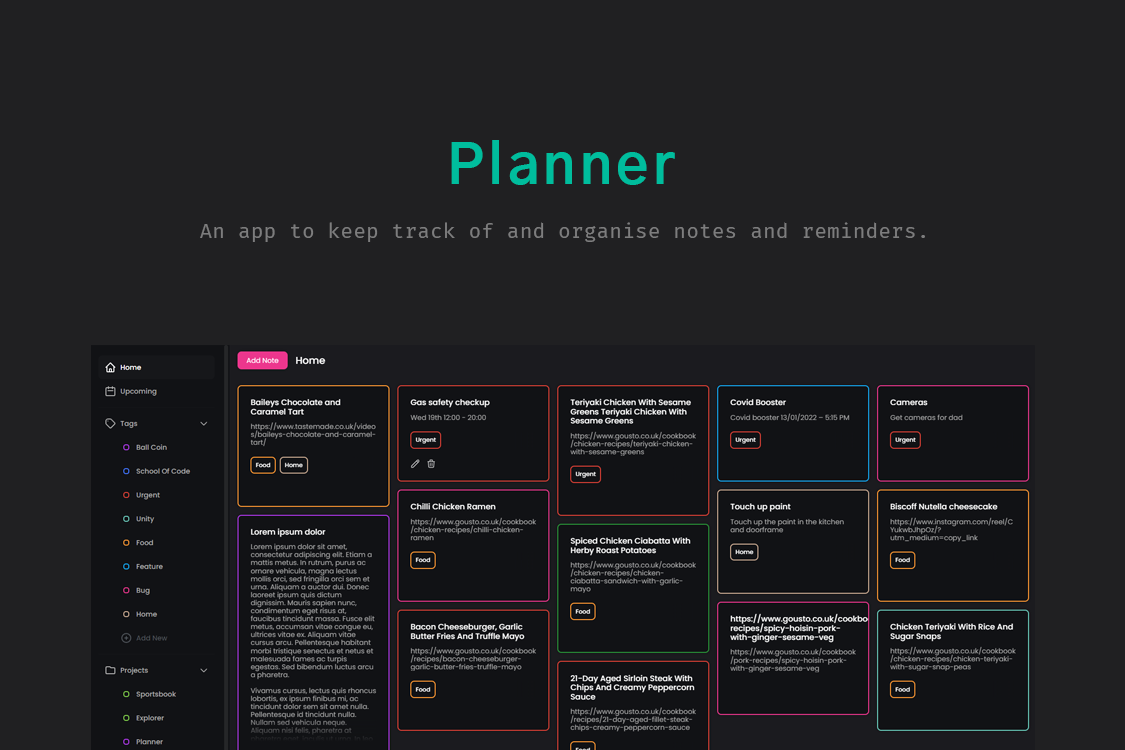 Planner
An app to keep track of and organise notes and reminders.
Home
Upcoming
Tags
Ball Coin
School Of Code
Urgent
Unity
Food
Feature
Bug
Home
Add New
Projects
Sportsbook
Explorer
Planner
Add Note
Home
Baileys Chocolate and
Caramel Tart
https://www.tastemade.co.uk/video
s/baileys-chocolate-and-caramel-
tart/
Food
Home
Lorem ipsum dolor
Lorem ipsum dolor sit amet,
consectetur adipiscing elit. Etiam a
mattis metus. In rutrum, purus ac
ornare vehicula, magna lectus
mollis orci, sed fringilla orci sem et
urna. Aliquam a auctor dui. Donec
laoreet ipsum quis dictum
dignissim. Mauris sapien nunc,
condimentum eget risus at,
faucibus tincidunt massa. Fusce elit
metus, accumsan vitae congue eu,
ultrices vitae ex. Aliquam vitae
cursus arcu. Pellentesque habitant
morbi tristique senectus et netus et
malesuada fames ac turpis
egestas. Sed bibendum luctus arcu
a pharetra.
Vivamus cursus, lectus quis rhoncus
lobortis, ex ipsum finibus mi, ac
tincidunt dolor sem sit amet nulla.
Pellentesque id tincidunt nulla.
Nullam sed vehicula neque.
Aliquam nisi felis, pharetra at
Gas safety checkup
Wed 19th 12:00 - 20:00
Urgent
Chilli Chicken Ramen
https://www.gousto.co.uk/cookbook
/chicken-recipes/chilli-chicken-
ramen
Food
Bacon Cheeseburger, Garlic
Butter Fries And Truffle Mayo
https://www.gousto.co.uk/cookbook
/recipes/bacon-cheeseburger-
garlic-butter-fries-truffle-mayo
Food
Teriyaki Chicken With Sesame
Greens Teriyaki Chicken With
Sesame Greens
https://www.gousto.co.uk/cookbook
/chicken-recipes/teriyaki-chicken-
with-sesame-greens
Urgent
Spiced Chicken Ciabatta With
Herby Roast Potatoes
https://www.gousto.co.uk/cookbook
/chicken-recipes/chicken-
ciabatta-sandwich-with-garlic-
mayo
Food
21-Day Aged Sirloin Steak With
Chips And Creamy Peppercorn
Sauce
https://www.gousto.co.uk/cookbook
/recipes/21-day-aged-fillet-steak-
chips-creamy-peppercorn-sauce
Food
Covid Booster
Covid booster 13/01/2022 – 5:15 PM
Urgent
Touch up paint
Touch up the paint in the kitchen
and doorframe
Home
https://www.gousto.co.uk/cookbo
recipes/spicy-hoisin-pork-
with-ginger-sesame-veg
https://www.gousto.co.uk/cookbook
/pork-recipes/spicy-hoisin-pork-
with-ginger-sesame-veg
Cameras
Get cameras for dad
Urgent
Biscoff Nutella cheesecake
https://www.instagram.com/reel/C
YukwbJhpOz/?
utm_medium=copy_link
Food
Chicken Teriyaki With Rice And
Sugar Snaps
https://www.gousto.co.uk/cookbook
/chicken-recipes/chicken-teriyaki-
with-sugar-snap-peas
Food